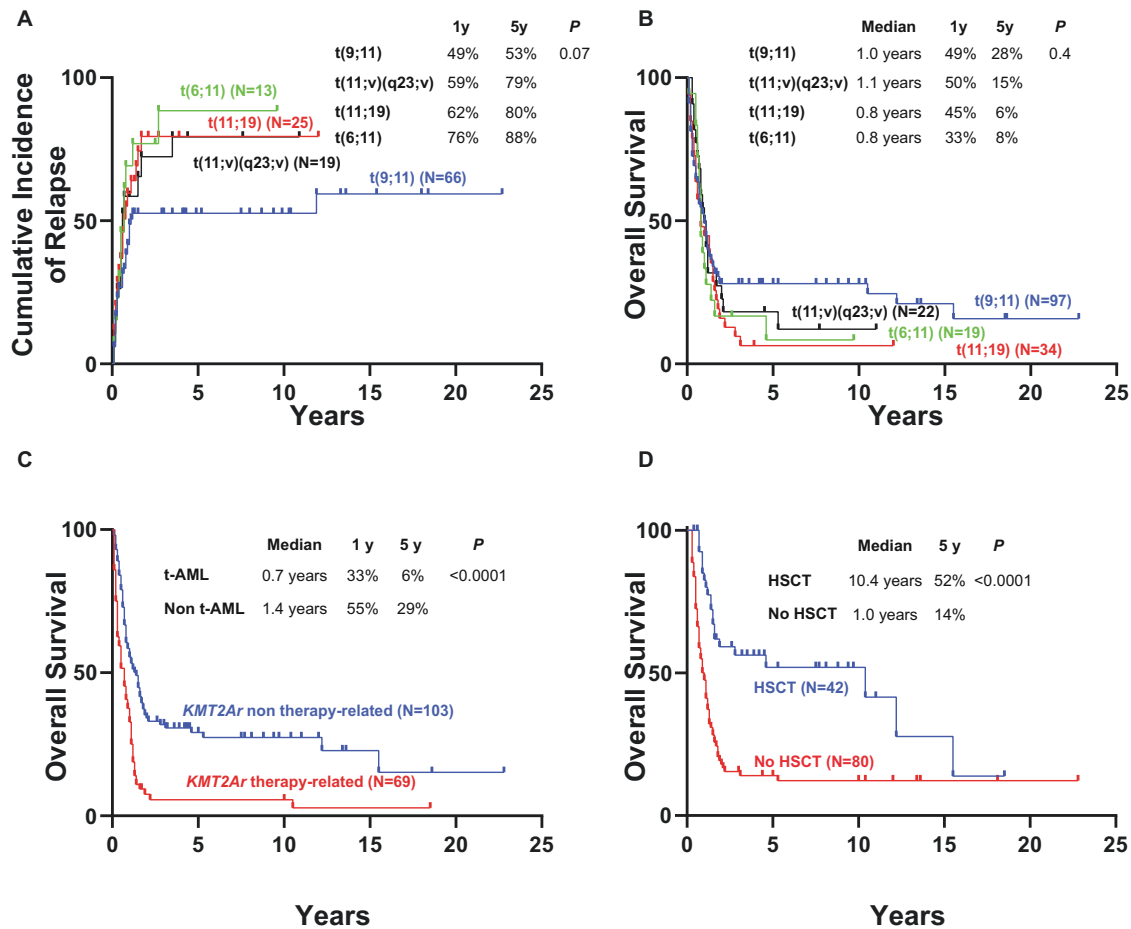 A
1y 5y P
t(9;11) 49% 53% 0.07
t(11;v)(q23;v) 59% 79%
t(11;19) 62% 80%
t(6;11) 76% 88%
Cumulative Incidence
of Relapse
100
50
0
t(6;11) (N=13)
t(11;19) (N=25)
t(11;v)(q23;v) (N=19)
t(9;11) (N=66)
0 5 10 15 20 25
Years
B
Median 1y 5y P
t(9;11) 1.0 years 49% 28% 0.4
t(11;v)(q23;v) 1.1 years 50% 15%
t(11;19) 0.8 years 45% 6%
t(6;11) 0.8 years 33% 8%
Overall Survival
100
50
0
t(9;11) (N=97)
t(11;v)(q23;v) (N=22)
t(6;11) (N=19)
t(11;19) (N=34)
0 5 10 15 20 25
Years
C
Median 1 y 5 y P
t-AML 0.7 years 33% 6% <0.0001
Non t-AML 1.4 years 55% 29%
Overall Survival
100
50
0
KMT2Ar non therapy-related (N=103)
KMT2Ar therapy-related (N=69)
0 5 10 15 20 25
Years
D
Median 5 y P
HSCT 10.4 years 52% <0.0001
No HSCT 1.0 years 14%
Overall Survival
100
50
0
HSCT (N=42)
No HSCT (N=80)
0 5 10 15 20 25
Years